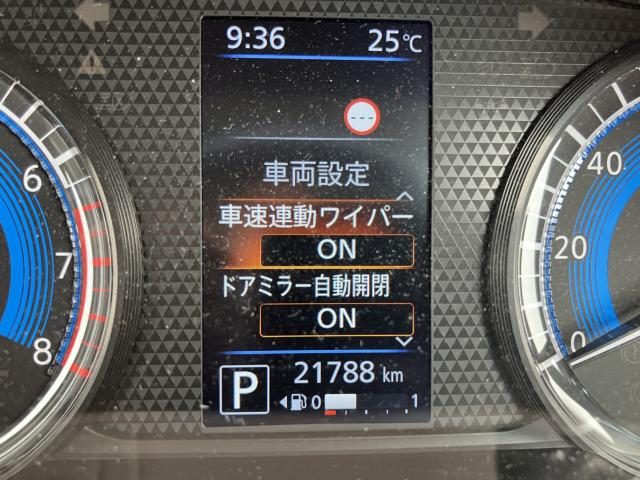 9:36 25℃
---
車両設定
車速連動ワイパー
ON
ドアミラー自動開閉
ON
P 21788 km
0 1
6
7
8
40
20
0